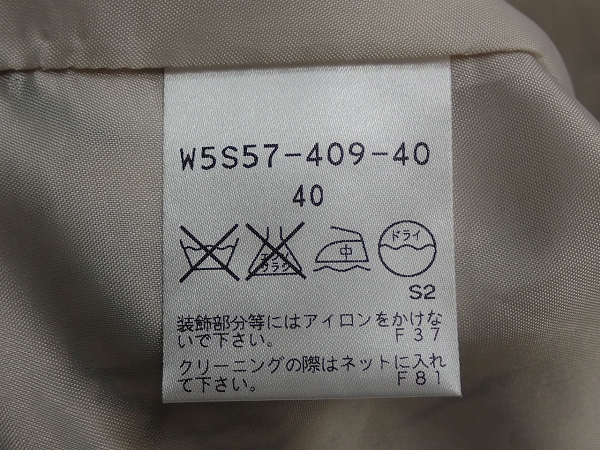 W5S57-409-40
40
エンソ
サラシ
中
ドライ
S2
装飾部分等にはアイロンをかけな
いで下さい。 F37
クリーニングの際はネットに入れ
て下さい。 F81